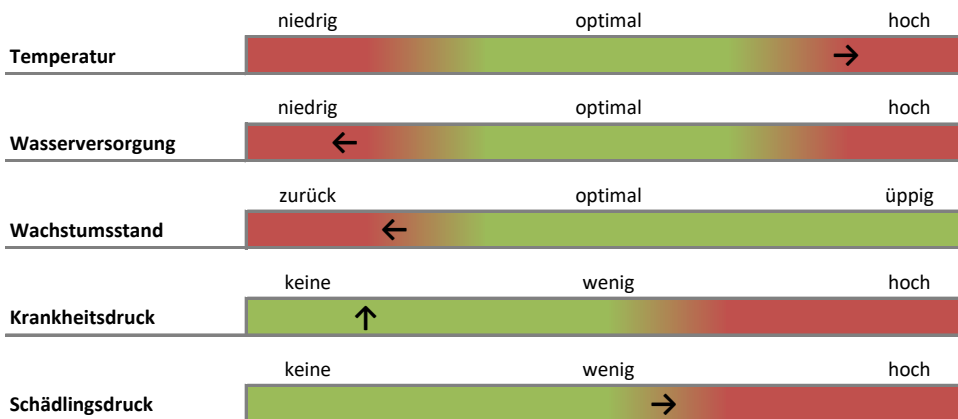 niedrig optimal hoch
Temperatur →
niedrig optimal hoch
Wasserversorgung ←
zurück optimal üppig
Wachstumsstand ←
keine wenig hoch
Krankheitsdruck ↑
keine wenig hoch
Schädlingsdruck →